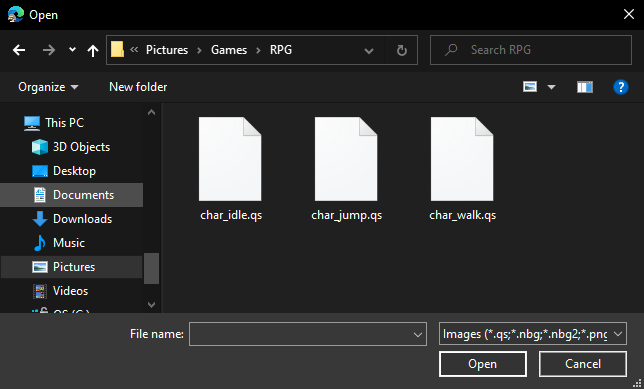 Open
Pictures
Games
RPG
Search RPG
Organize
New folder
This PC
3D Objects
Desktop
Documents
Downloads
Music
Pictures
Videos
char_idle.qs
char_jump.qs
char_walk.qs
File name:
Images (*.qs;*.nbg;*.nbg2;*.png
Open
Cancel